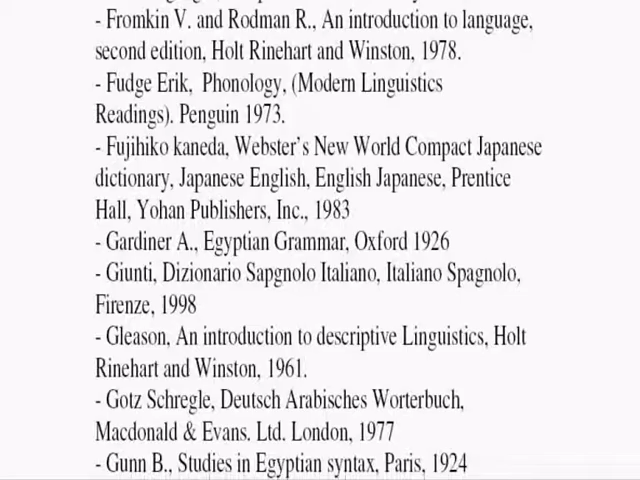 - Fromkin V. and Rodman R., An introduction to language,
second edition, Holt Rinehart and Winston, 1978.
- Fudge Erik, Phonology, (Modern Linguistics
Readings). Penguin 1973.
- Fujihiko kaneda, Webster's New World Compact Japanese
dictionary, Japanese English, English Japanese, Prentice
Hall, Yohan Publishers, Inc., 1983
- Gardiner A., Egyptian Grammar, Oxford 1926
- Giunti, Dizionario Sapgnolo Italiano, Italiano Spagnolo,
Firenze, 1998
- Gleason, An introduction to descriptive Linguistics, Holt
Rinehart and Winston, 1961.
- Gotz Schregle, Deutsch Arabisches Worterbuch,
Macdonald & Evans. Ltd. London, 1977
- Gunn B., Studies in Egyptian syntax, Paris, 1924